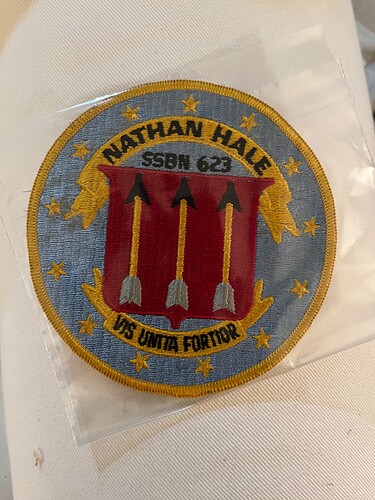 NATHAN HALE
SSBN 623
VIS UNITA FORTIOR